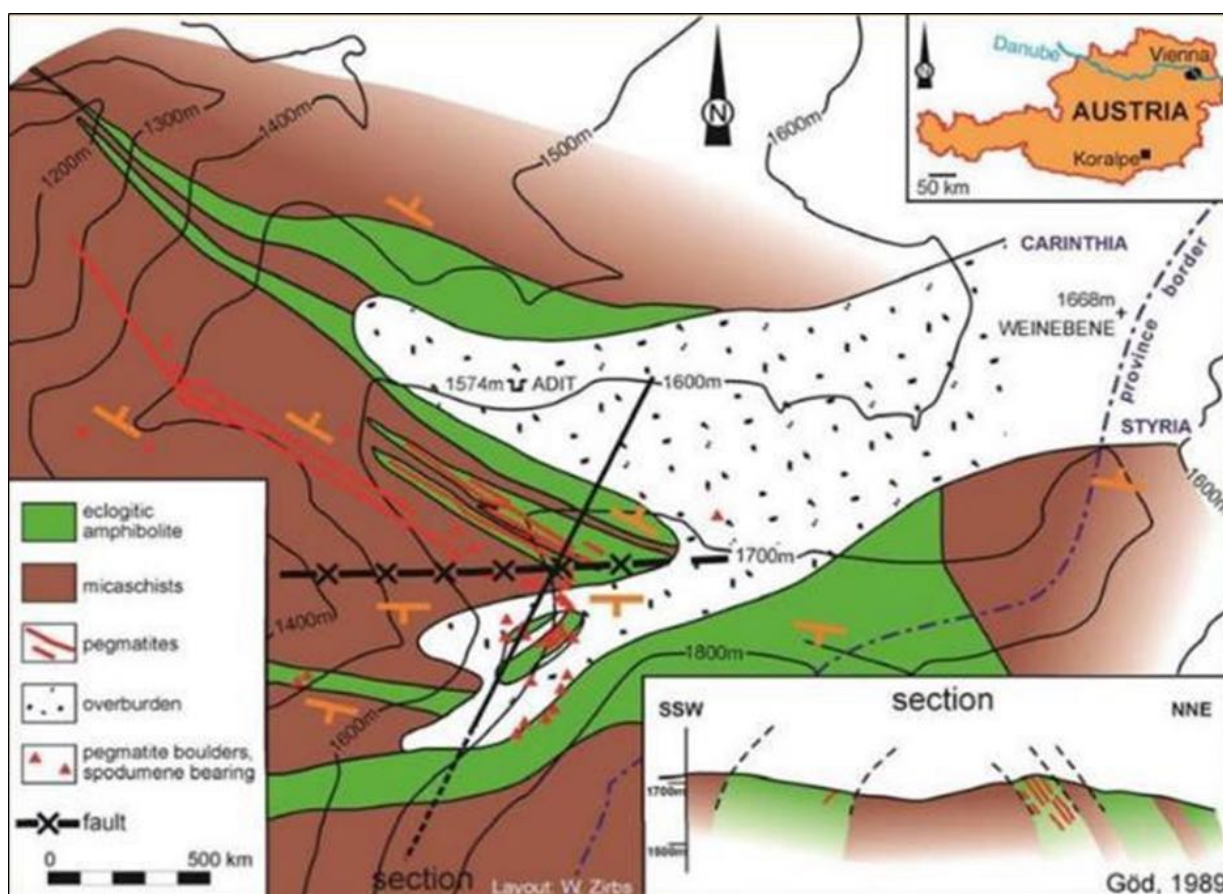 1300m
1400m
1200m
1500m
1600m
N
N
Danube
Vienna
AUSTRIA
Koralpe
50 km
CARINTHIA
1668m
WEINEBENE
province border
STYRIA
1574m
ADIT
1600m
1600m
1700m
1400m
1800m
1600m
eclogitic
amphibolite
micaschists
pegmatites
overburden
pegmatite boulders,
spodumene bearing
fault
0
500 km
section
Layout: W. Zirbs
section
SSW
NNE
1700m
Göd, 1989